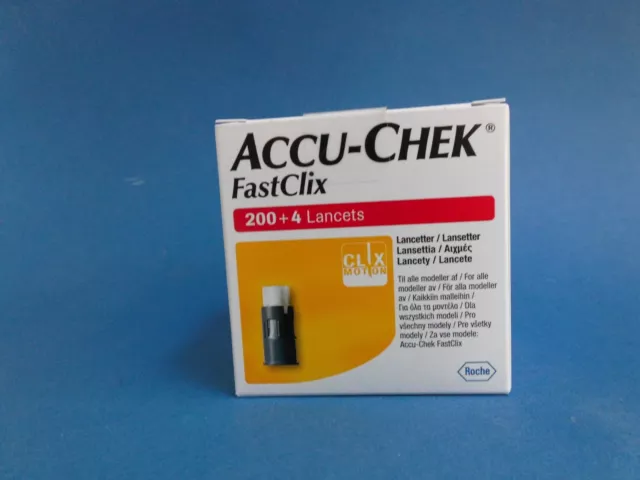 ACCU-CHEK®
FastClix
200+4 Lancets
CLIX
MOTION
Lancetter / Lansetter
Lansettia / Αιχμές
Lancety / Lancete
Til alle modeller af / For alle
modeller av / För alla modeller
av / Kaikkiin malleihin /
Για όλα τα μοντέλα / Dla
wszystkich modeli / Pro
všechny modely / Pre všetky
modely / Za vse modele:
Accu-Chek FastClix
Roche